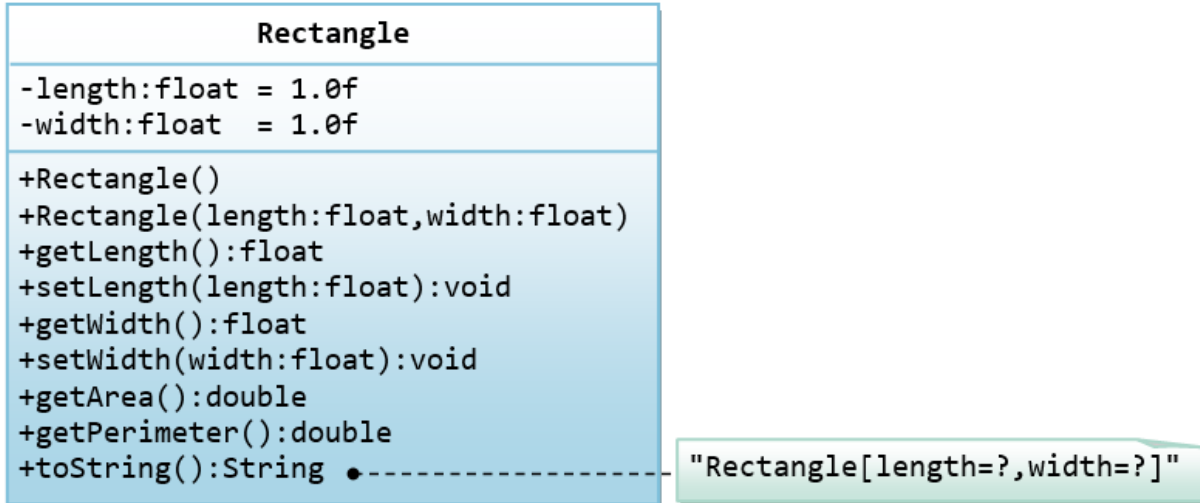 Rectangle
-length:float = 1.0f
-width:float  = 1.0f
+Rectangle()
+Rectangle(length:float,width:float)
+getLength():float
+setLength(length:float):void
+getWidth():float
+setWidth(width:float):void
+getArea():double
+getPerimeter():double
+toString():String
"Rectangle[length=?,width=?]"